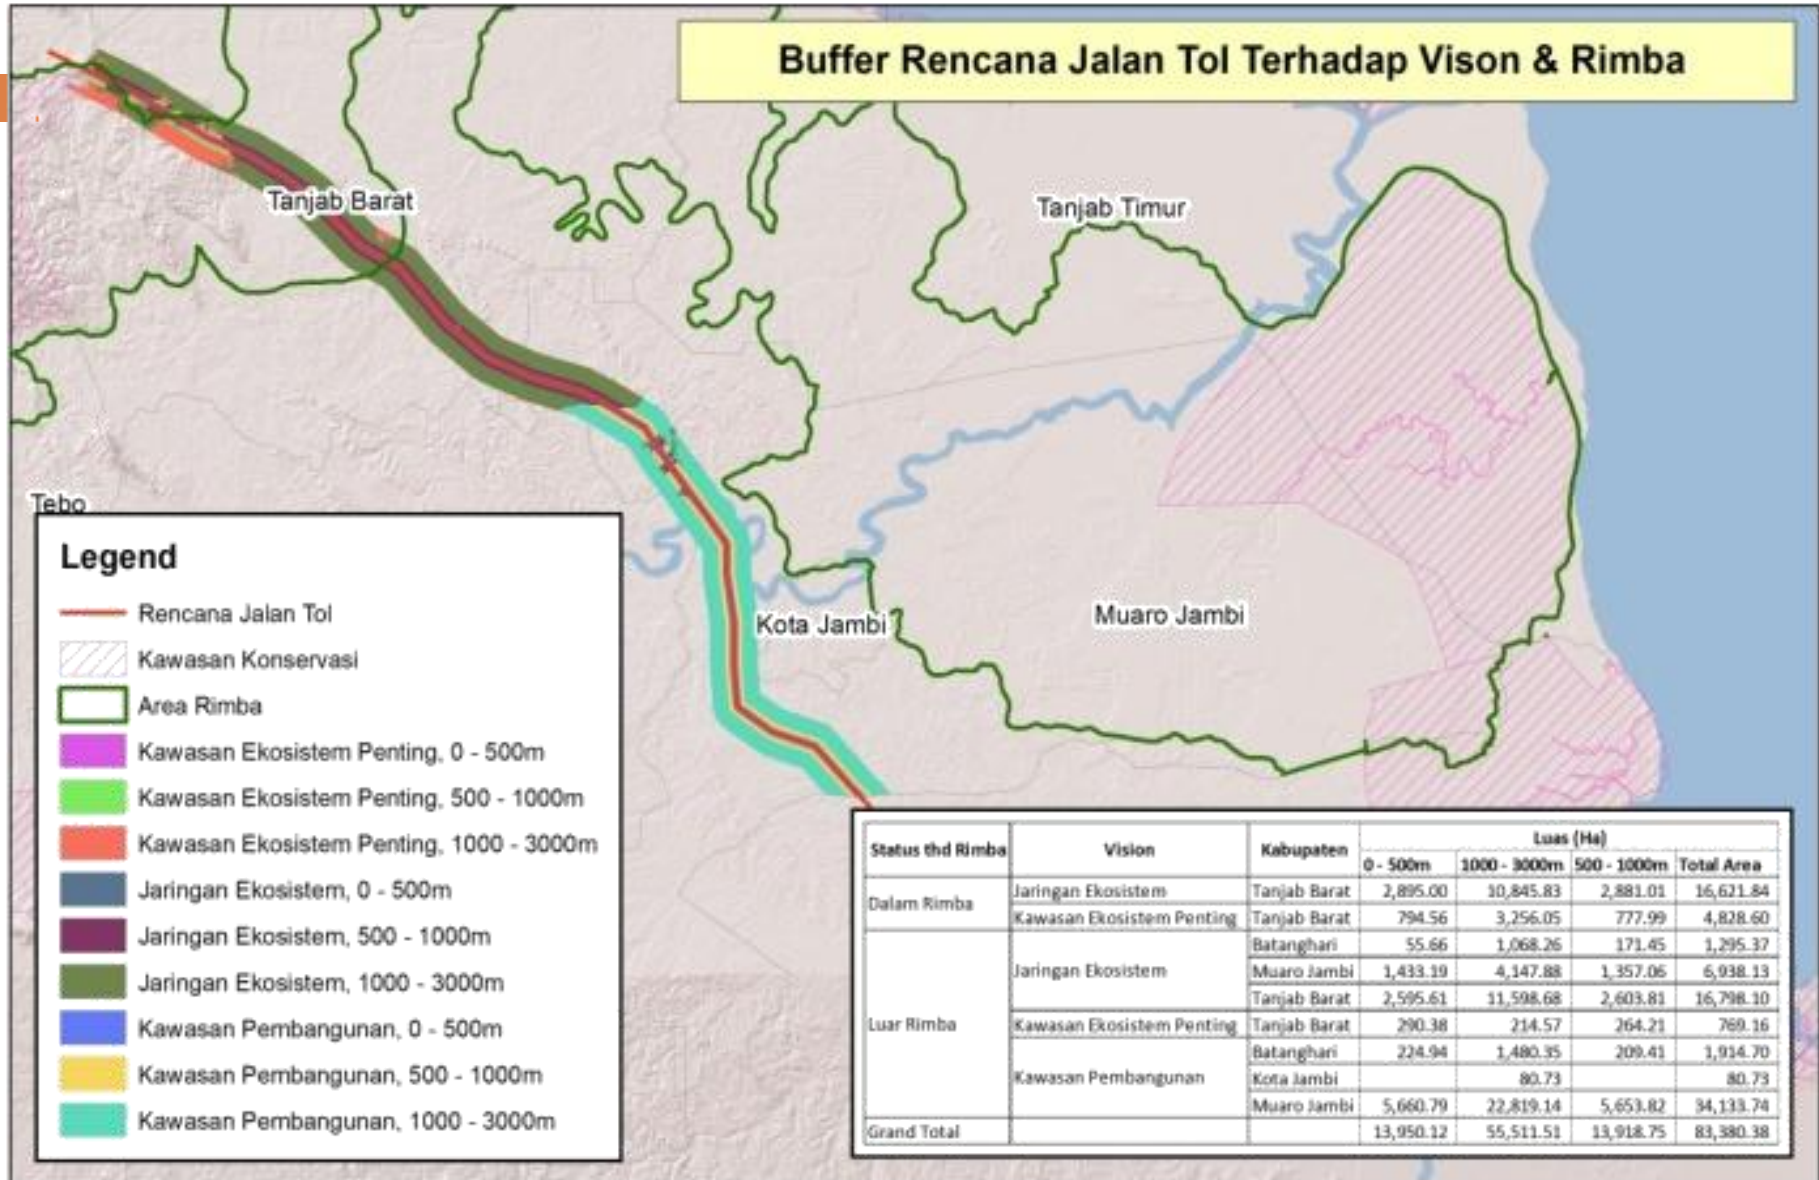 Buffer Rencana Jalan Tol Terhadap Vison & Rimba
Tanjab Barat
Tanjab Timur
Tebo
Kota Jambi
Muaro Jambi
Legend
Rencana Jalan Tol
Kawasan Konservasi
Area Rimba
Kawasan Ekosistem Penting, 0 - 500m
Kawasan Ekosistem Penting, 500 - 1000m
Kawasan Ekosistem Penting, 1000 - 3000m
Jaringan Ekosistem, 0 - 500m
Jaringan Ekosistem, 500 - 1000m
Jaringan Ekosistem, 1000 - 3000m
Kawasan Pembangunan, 0 - 500m
Kawasan Pembangunan, 500 - 1000m
Kawasan Pembangunan, 1000 - 3000m
Status thd Rimba Vision Kabupaten Luas (Ha)
0 - 500m 1000 - 3000m 500 - 1000m Total Area
Dalam Rimba Jaringan Ekosistem Tanjab Barat 2,895.00 10,845.83 2,881.01 16,621.84
Kawasan Ekosistem Penting Tanjab Barat 794.56 3,256.05 777.99 4,828.60
Luar Rimba Jaringan Ekosistem Batanghari 55.66 1,068.26 171.45 1,295.37
Muaro Jambi 1,433.19 4,147.88 1,357.06 6,938.13
Tanjab Barat 2,595.61 11,598.68 2,603.81 16,798.10
Kawasan Ekosistem Penting Tanjab Barat 290.38 214.57 264.21 769.16
Kawasan Pembangunan Batanghari 224.94 1,480.35 209.41 1,914.70
Kota Jambi 80.73 80.73
Muaro Jambi 5,660.79 22,819.14 5,653.82 34,133.74
Grand Total 13,950.12 55,511.51 13,918.75 83,380.38